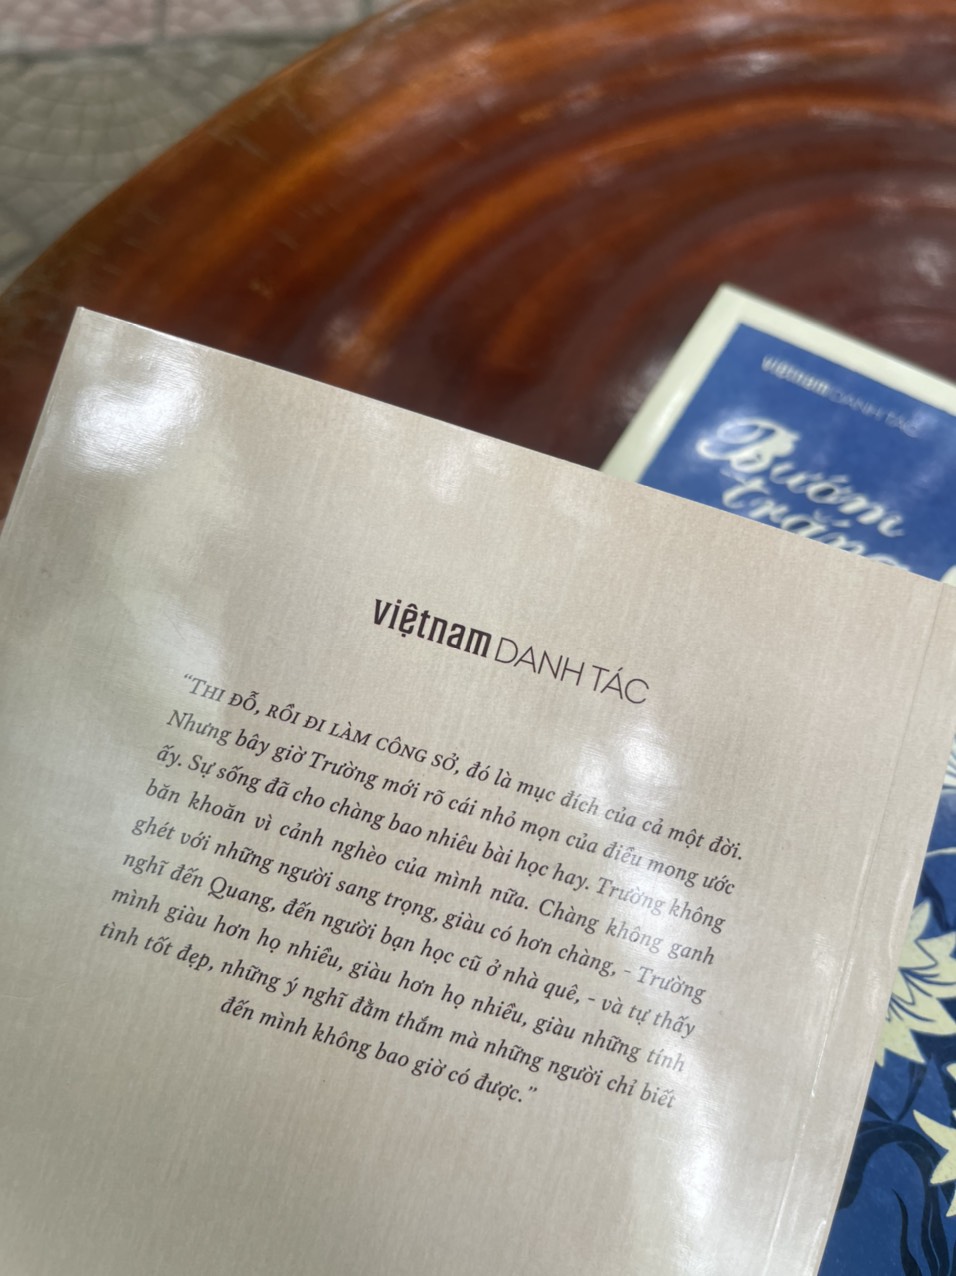 việtnam DANH TÁC
Bướm
trắng
việtnam DANH TÁC
“THI ĐỖ, RỒI ĐI LÀM CÔNG SỞ, đó là mục đích của cả một đời.
Nhưng bây giờ Trường mới rõ cái nhỏ mọn của điều mong ước
ấy. Sự sống đã cho chàng bao nhiêu bài học hay. Trường không
băn khoăn vì cảnh nghèo của mình nữa. Chàng không ganh
ghét với những người sang trọng, giàu có hơn chàng, - Trường
nghĩ đến Quang, đến người bạn học cũ ở nhà quê, - và tự thấy
mình giàu hơn họ nhiều, giàu hơn họ nhiều, giàu những tính
tình tốt đẹp, những ý nghĩ đằm thắm mà những người chỉ biết
đến mình không bao giờ có được.”